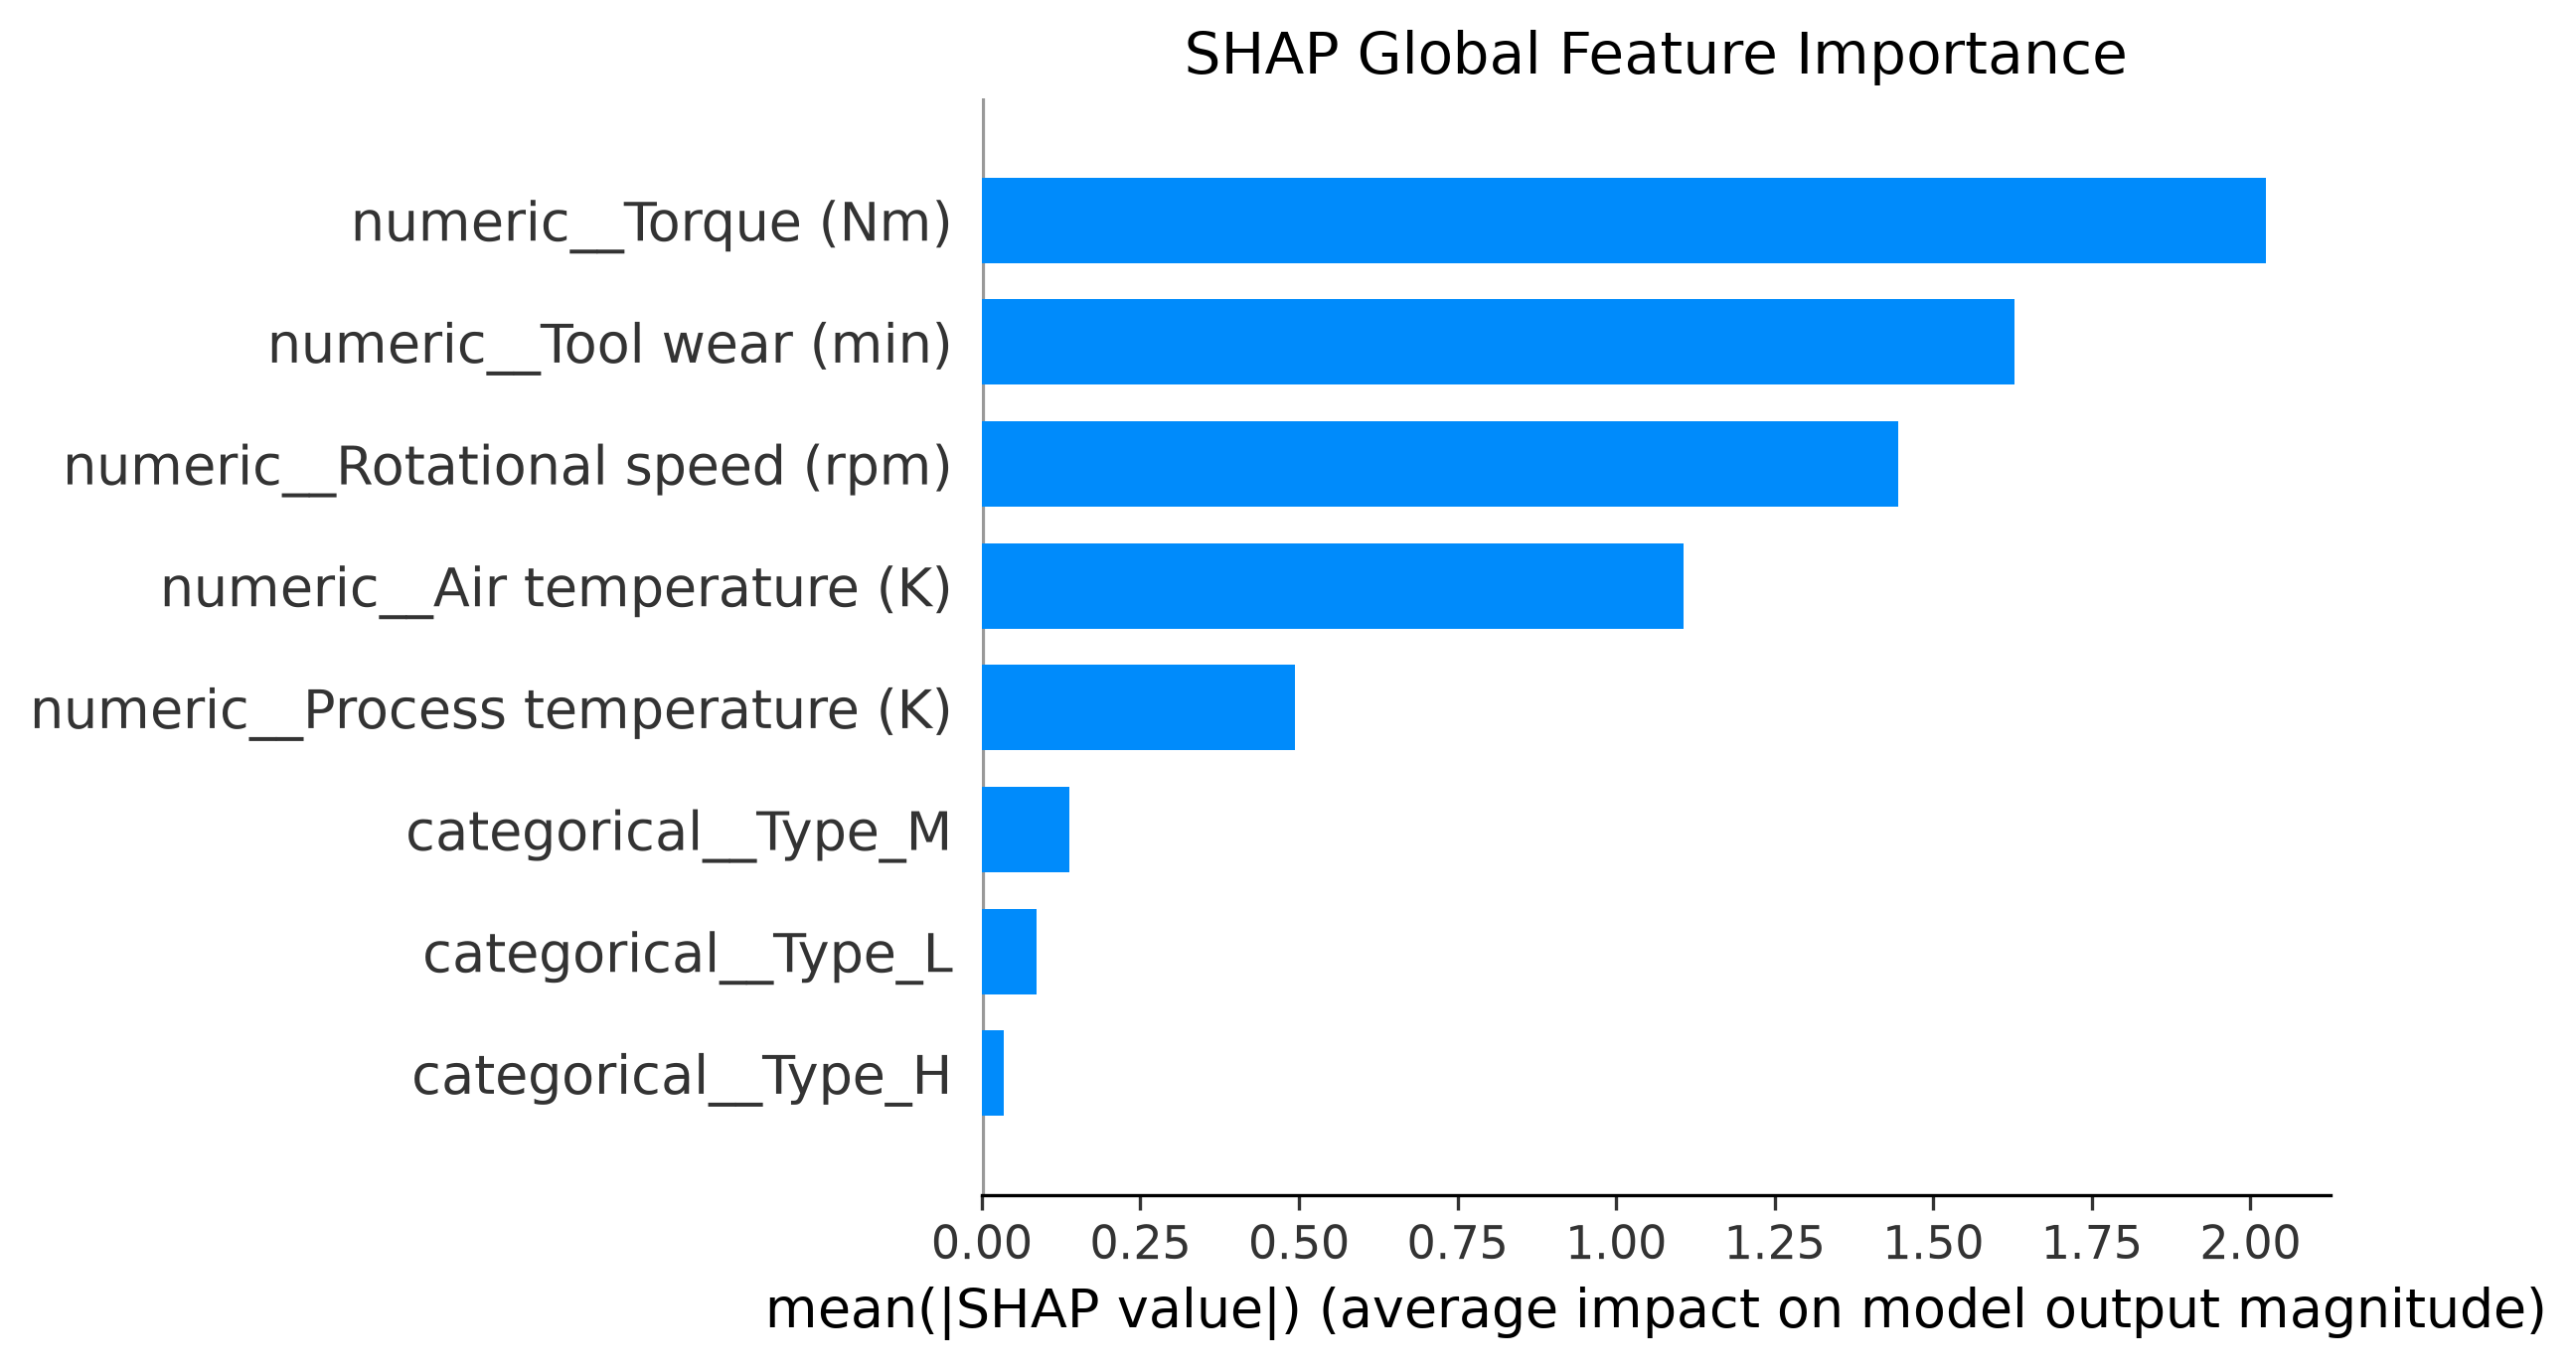 SHAP Global Feature Importance
numeric__Torque (Nm)
numeric__Tool wear (min)
numeric__Rotational speed (rpm)
numeric__Air temperature (K)
numeric__Process temperature (K)
categorical__Type_M
categorical__Type_L
categorical__Type_H
0.00 0.25 0.50 0.75 1.00 1.25 1.50 1.75 2.00
mean(|SHAP value|) (average impact on model output magnitude)